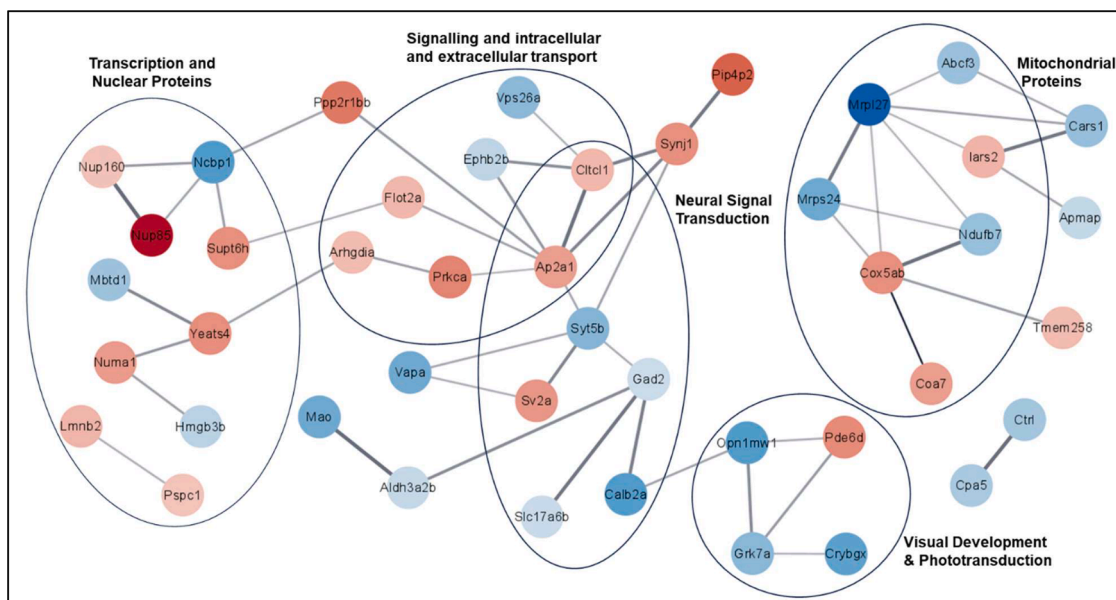 Transcription and
Nuclear Proteins
Signalling and intracellular
and extracellular transport
Mitochondrial
Proteins
Neural Signal
Transduction
Visual Development
& Phototransduction
Pip4p2
Abcf3
Vps26a
Ppp2r1bb
Mrpl27
Cars1
Synj1
Ephb2b
Nup160
Ncbp1
Cltcl1
Iars2
Flot2a
Mrps24
Apmap
Nup85
Supt6h
Ndufb7
Arhgdia
Prkca
Ap2a1
Cox5ab
Mbtd1
Yeats4
Syt5b
Tmem258
Numa1
Vapa
Gad2
Coa7
Sv2a
Mao
Ctrl
Lmnb2
Hmgb3b
Opn1mw1
Pde6d
Aldh3a2b
Cpa5
Pspc1
Calb2a
Slc17a6b
Grk7a
Crybgx